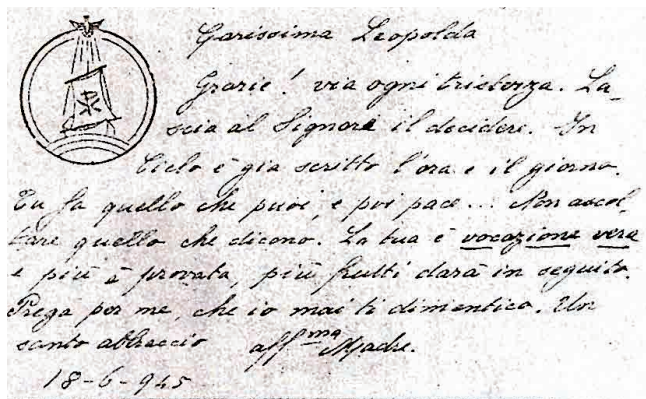 Carissima Leopolda
Grazie! via ogni tristezza. La-
scia al Signore il decidere. In
Cielo è gia scritto l'ora e il giorno.
Tu fa quello che puoi, e poi pace... Non ascol,
tare quello che dicono. La tua è vocazione vera
e più è provata, più frutti darà in seguito.
Prega per me, che io mai ti dimentico. Un
santo abbraccio aff.ma Madre.
18-6-945